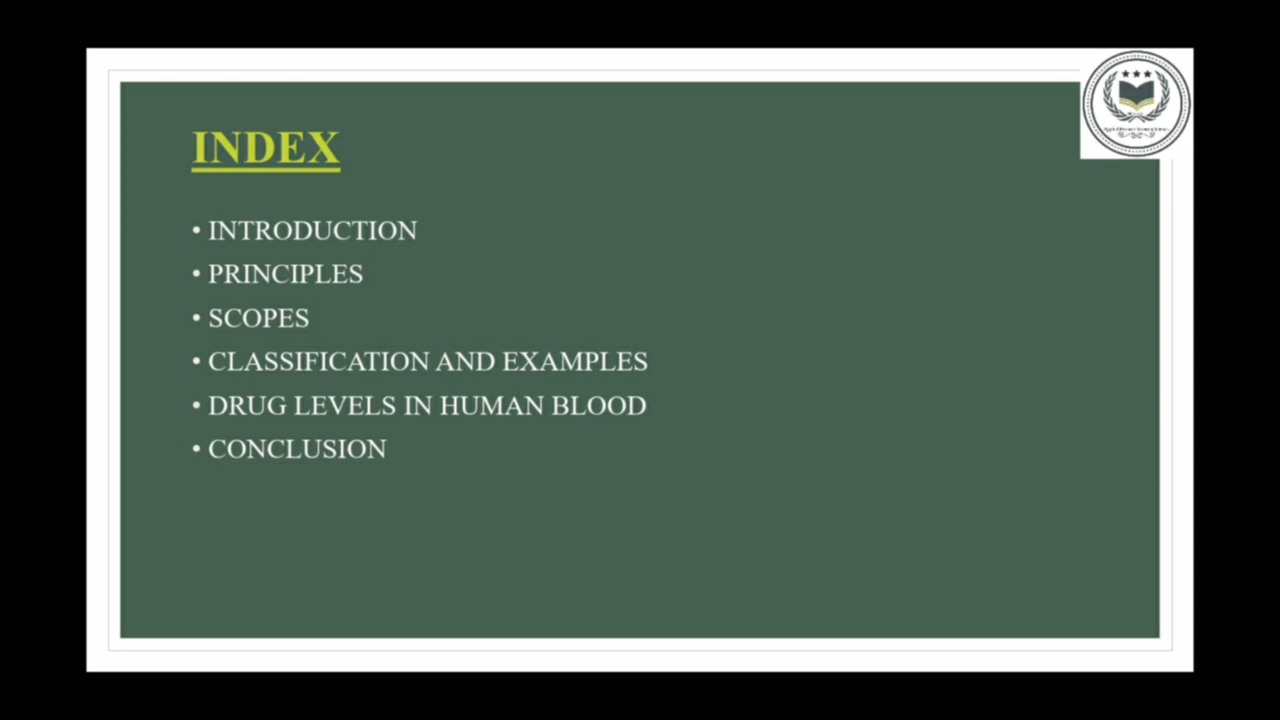 INDEX
• INTRODUCTION
• PRINCIPLES
• SCOPES
• CLASSIFICATION AND EXAMPLES
• DRUG LEVELS IN HUMAN BLOOD
• CONCLUSION